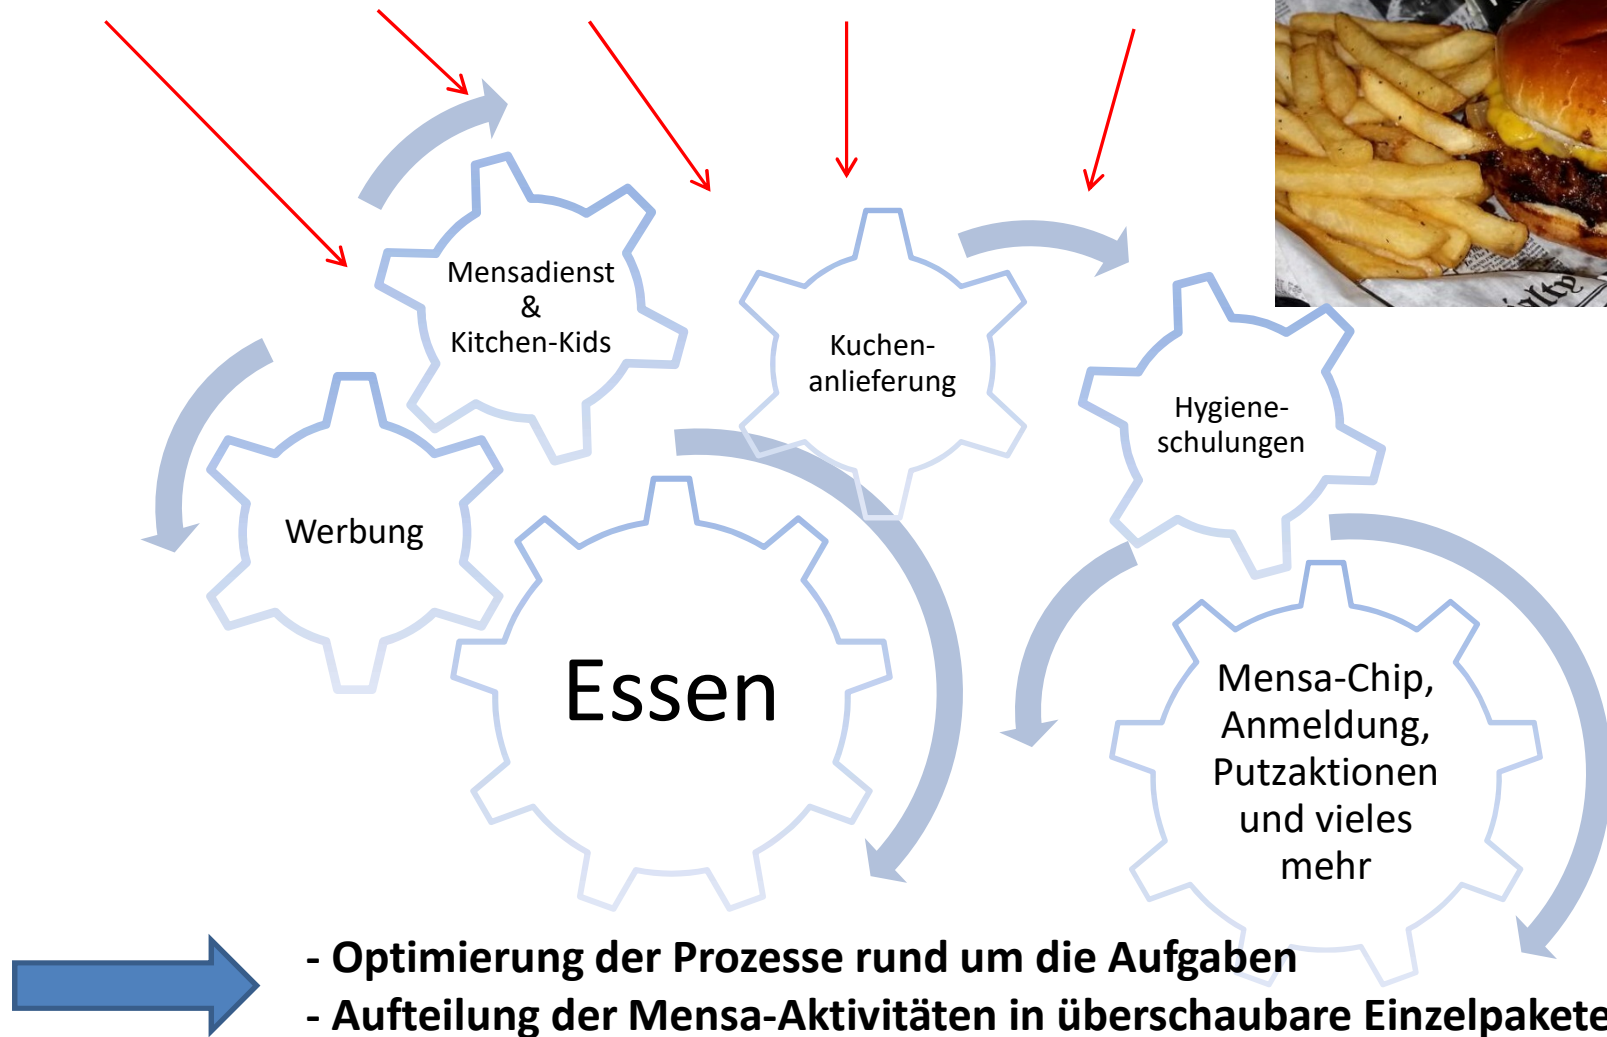 Mensadienst
&
Kitchen-Kids
Kuchen-
anlieferung
Hygiene-
schulungen
Werbung
Essen
Mensa-Chip,
Anmeldung,
Putzaktionen
und vieles
mehr
- Optimierung der Prozesse rund um die Aufgaben
- Aufteilung der Mensa-Aktivitäten in überschaubare Einzelpakete